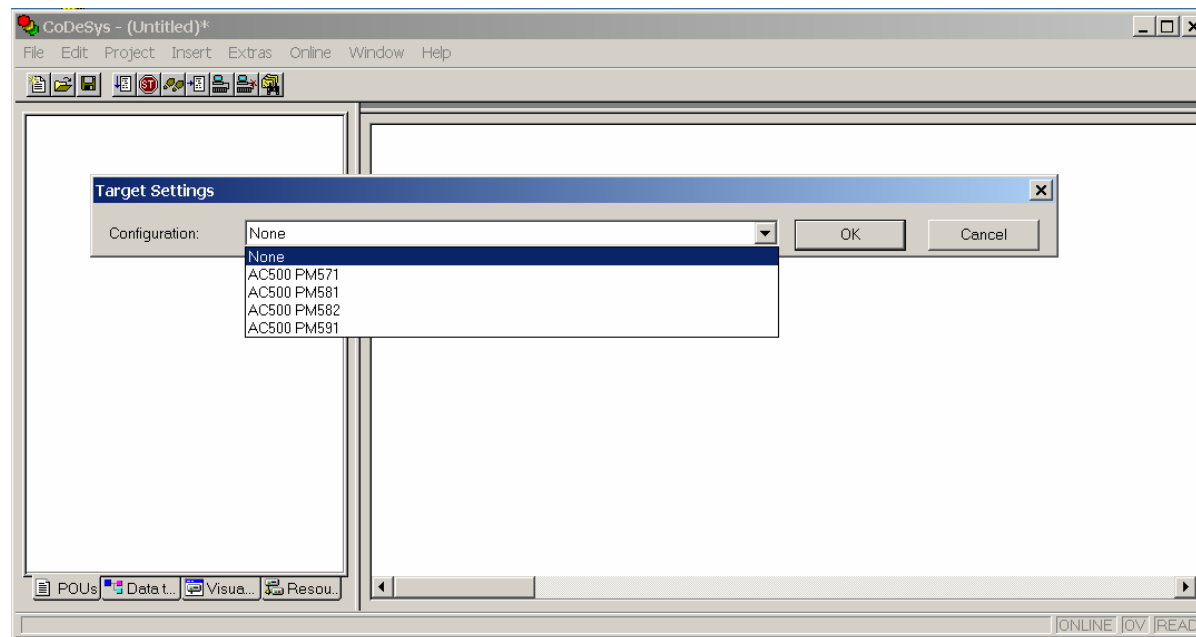 CoDeSys - (Untitled)*
File Edit Project Insert Extras Online Window Help
Target Settings
Configuration: None OK Cancel
None
AC500 PM571
AC500 PM581
AC500 PM582
AC500 PM591
POUs Data t... Visua... Resou..
ONLINE OV READ